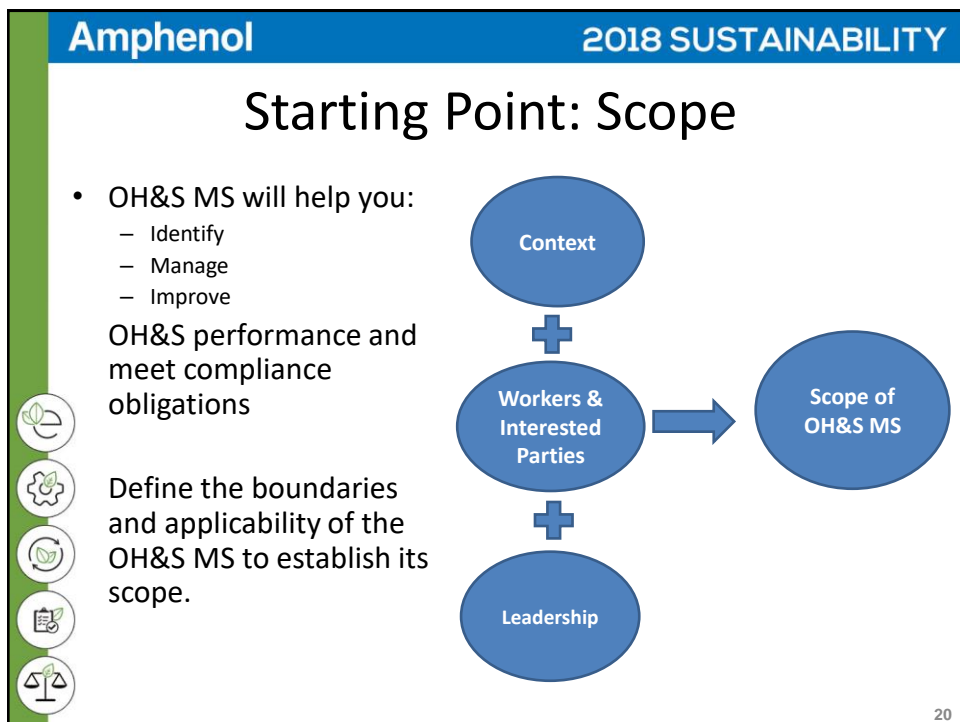 Amphenol
2018 SUSTAINABILITY
Starting Point: Scope
• OH&S MS will help you:
– Identify
– Manage
– Improve
OH&S performance and
meet compliance
obligations
Define the boundaries
and applicability of the
OH&S MS to establish its
scope.
Context
Workers &
Interested
Parties
Leadership
Scope of
OH&S MS
20